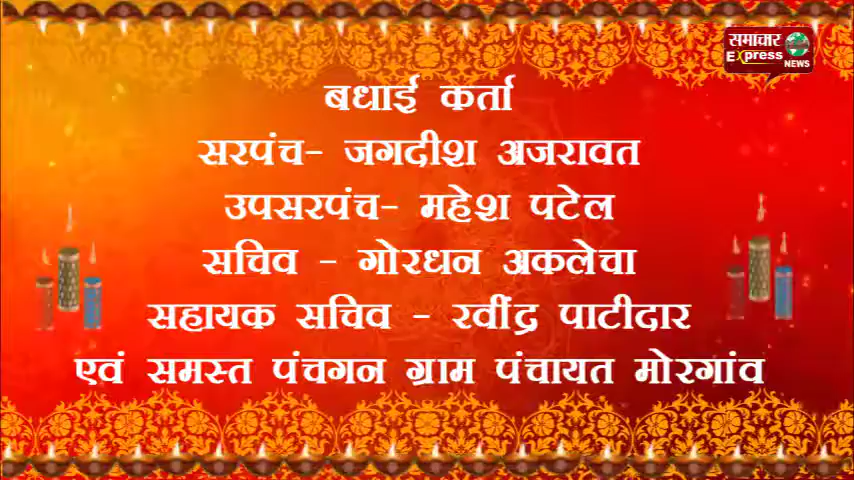 समाचार
Express
NEWS
बधाई कर्ता
सरपंच- जगदीश अजरावत
उपसरपंच- महेश पटेल
सचिव - गोरधन अकलेचा
सहायक सचिव - रवींद्र पाटीदार
एवं समस्त पंचगन ग्राम पंचायत मोरगांव